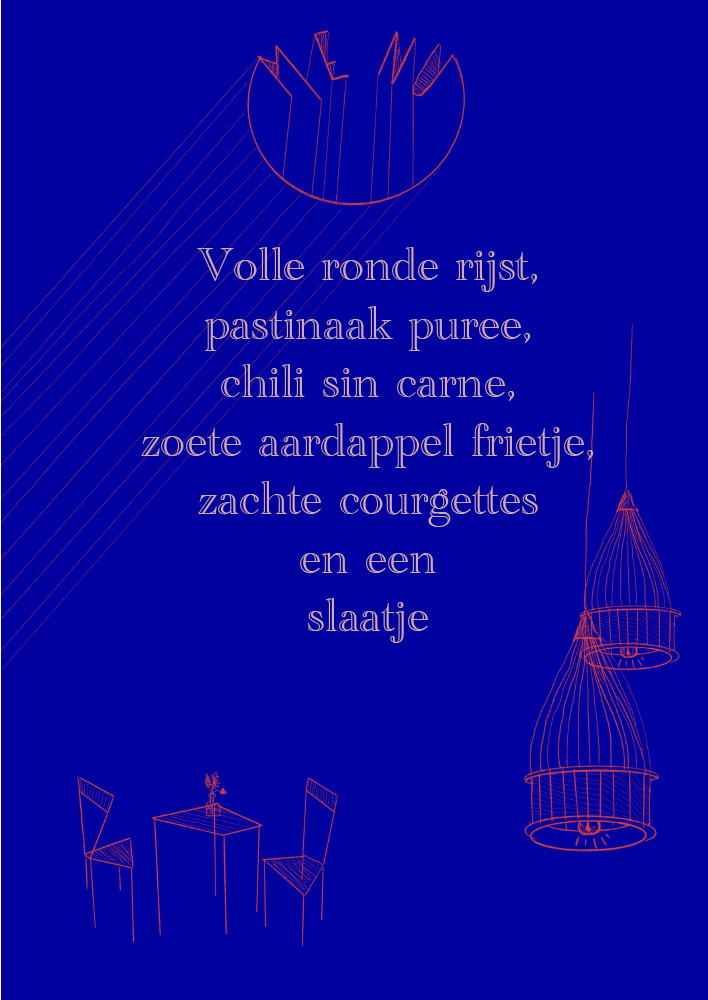 Volle ronde rijst,
pastinaak puree,
chili sin carne,
zoete aardappel frietje,
zachte courgettes
en een
slaatje